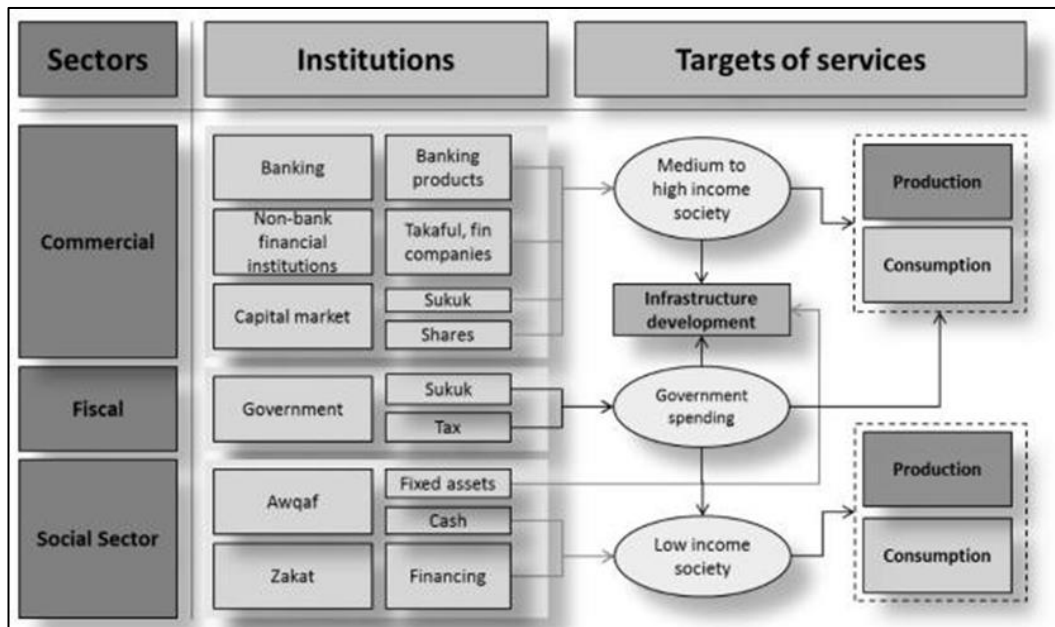 Sectors
Institutions
Targets of services
Commercial
Banking
Banking
products
Non-bank
financial
institutions
Takaful, fin
companies
Capital market
Sukuk
Shares
Medium to
high income
society
Infrastructure
development
Production
Consumption
Fiscal
Government
Sukuk
Tax
Government
spending
Social Sector
Awqaf
Fixed assets
Cash
Zakat
Financing
Low income
society
Production
Consumption